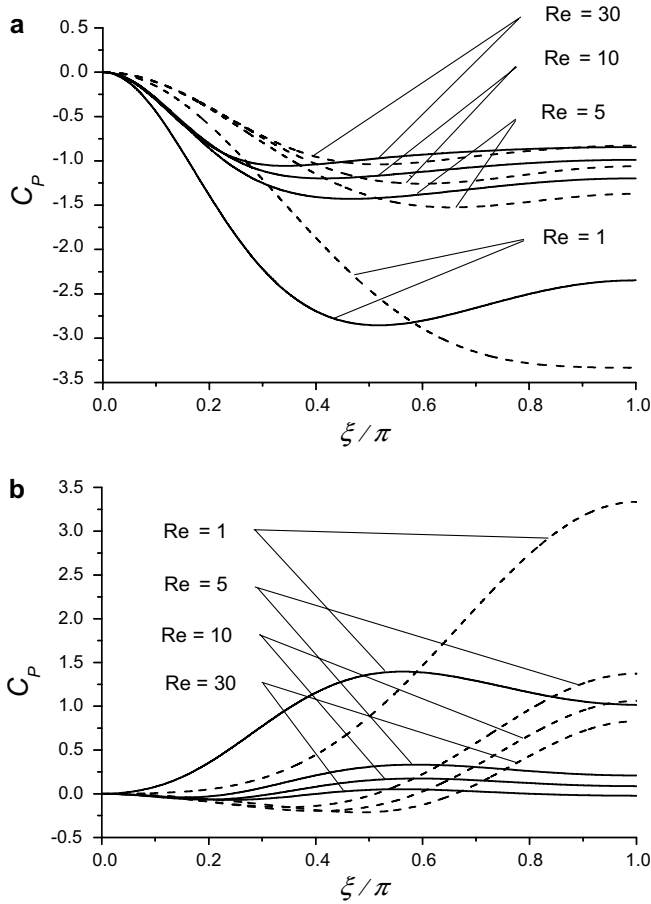 a
0.5
0.0
-0.5
-1.0
-1.5
-2.0
-2.5
-3.0
-3.5
C_P
Re = 30
Re = 10
Re = 5
Re = 1
0.0 0.2 0.4 0.6 0.8 1.0
ξ / π
b
3.5
3.0
2.5
2.0
1.5
1.0
0.5
0.0
-0.5
C_P
Re = 1
Re = 5
Re = 10
Re = 30
0.0 0.2 0.4 0.6 0.8 1.0
ξ / π